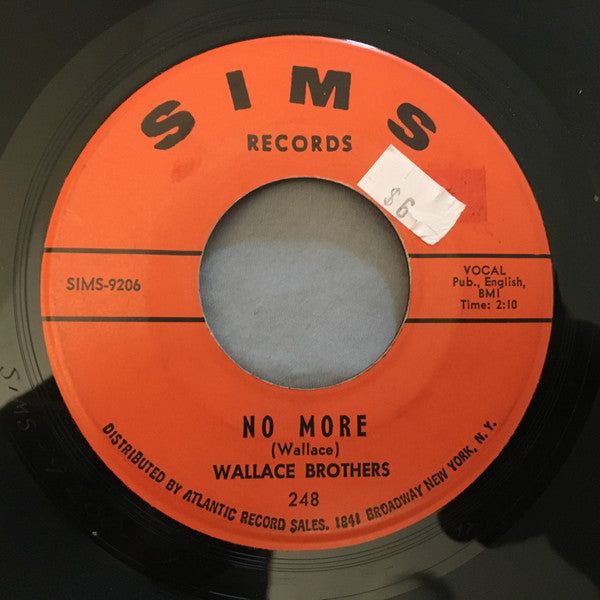 SIMS
RECORDS
$6
SIMS-9206
VOCAL
Pub., English,
BMI
Time: 2:10
NO MORE
(Wallace)
WALLACE BROTHERS
248
DISTRIBUTED BY ATLANTIC RECORD SALES. 1841 BROADWAY NEW YORK, N.Y.
SIMS